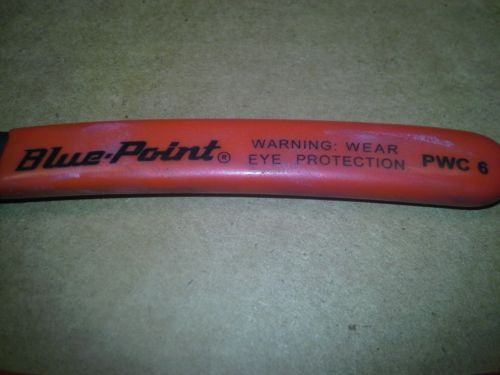 Blue-Point®
WARNING: WEAR
EYE PROTECTION
PWC 6